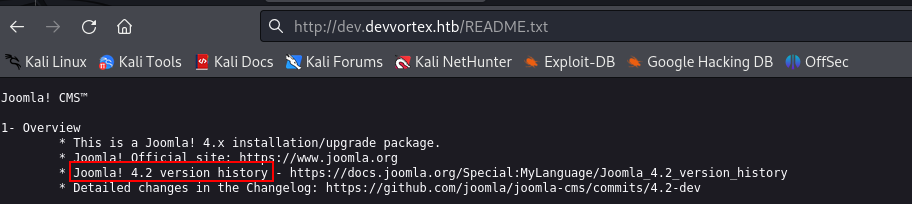 http://dev.devvortex.htb/README.txt
Kali Linux Kali Tools Kali Docs Kali Forums Kali NetHunter Exploit-DB Google Hacking DB OffSec
Joomla! CMS™
1- Overview
* This is a Joomla! 4.x installation/upgrade package.
* Joomla! Official site: https://www.joomla.org
* Joomla! 4.2 version history - https://docs.joomla.org/Special:MyLanguage/Joomla_4.2_version_history
* Detailed changes in the Changelog: https://github.com/joomla/joomla-cms/commits/4.2-dev